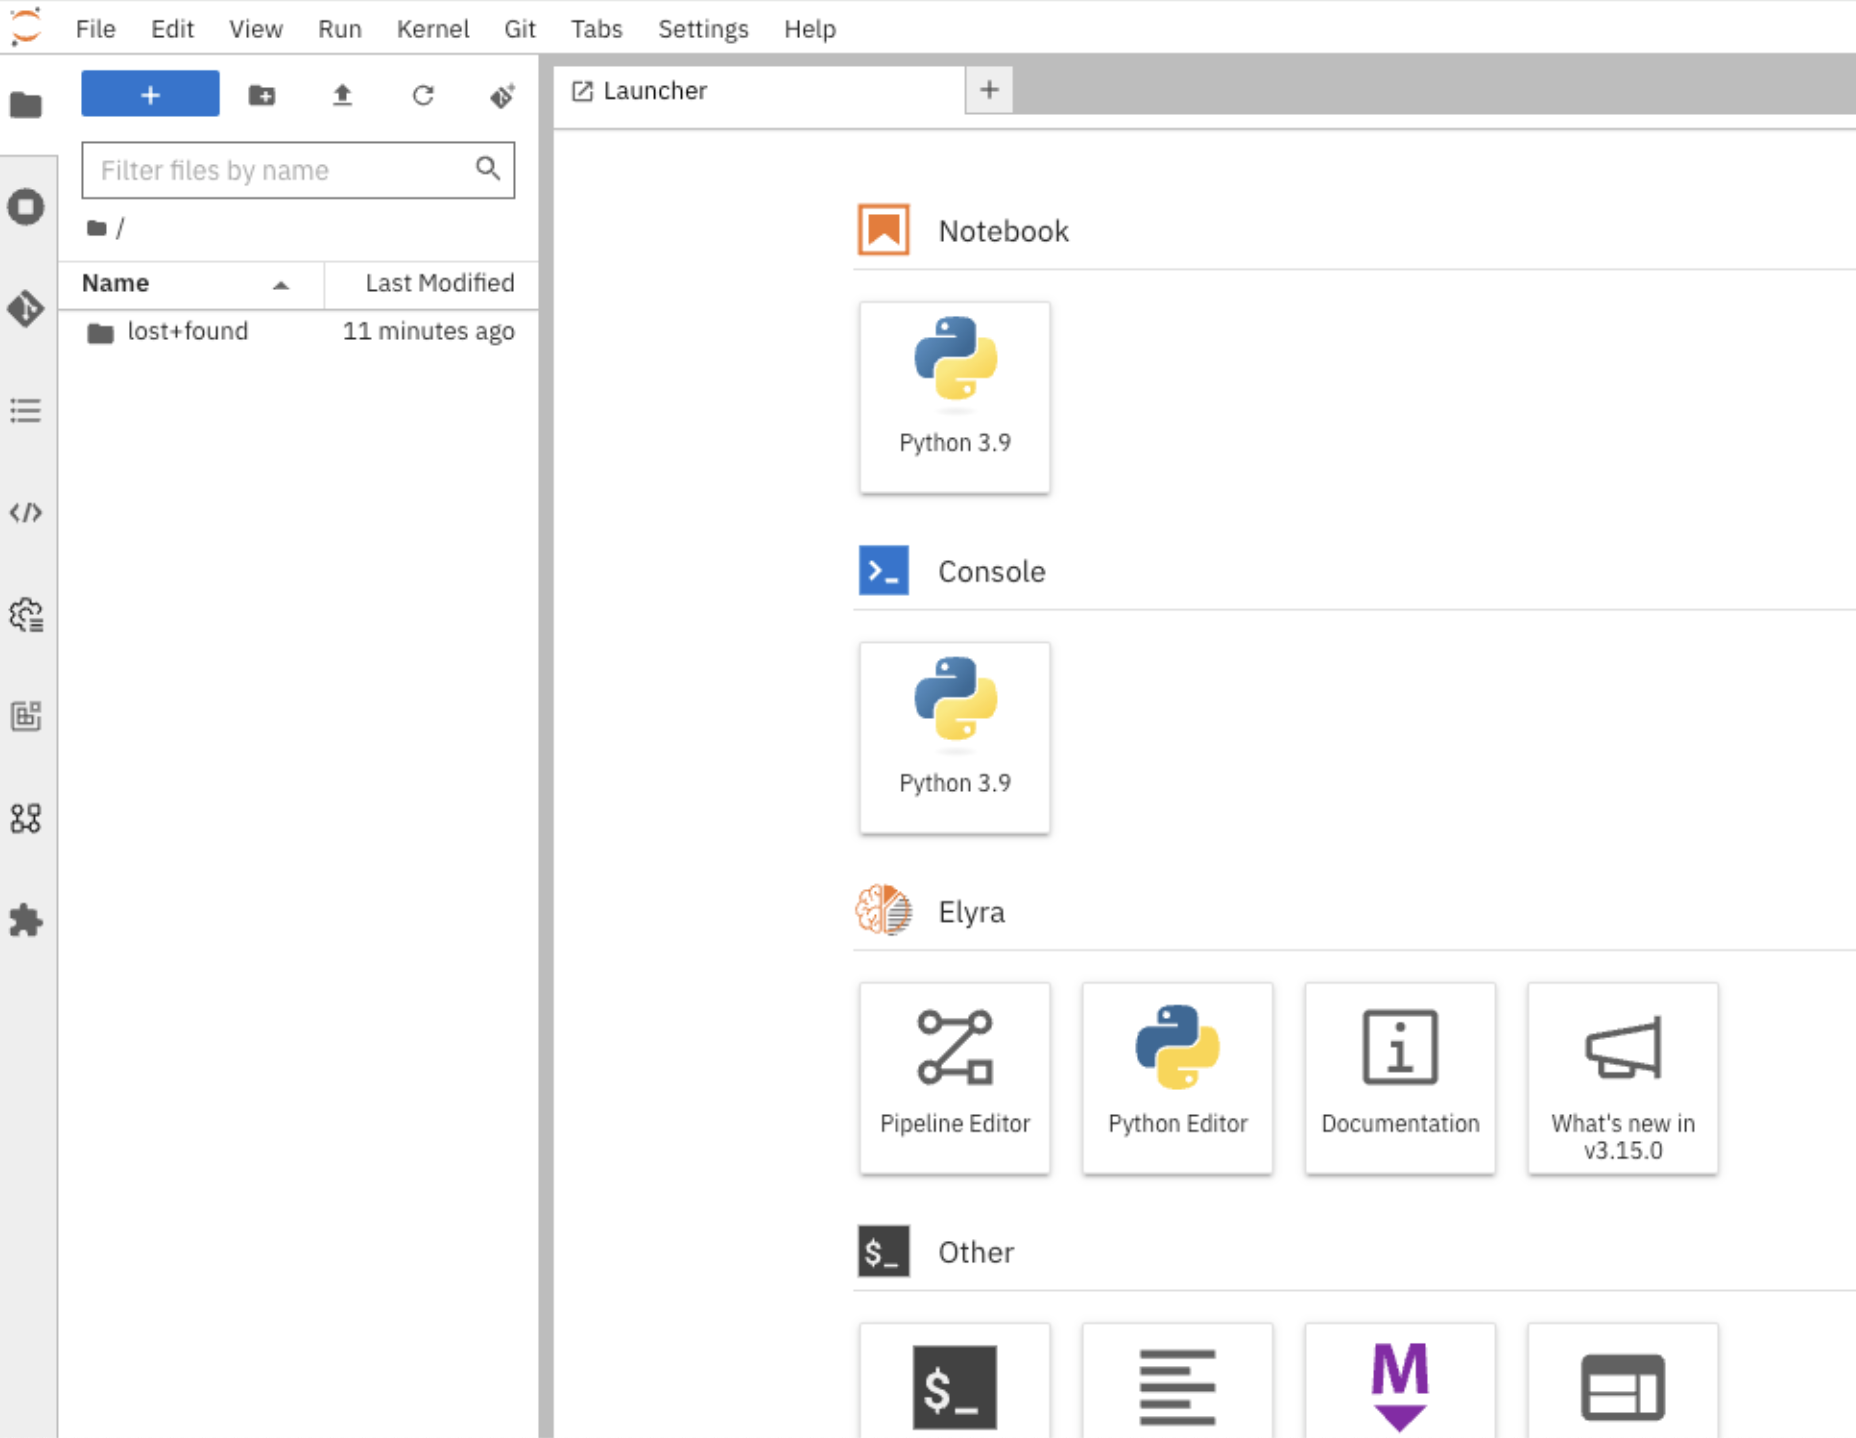 File Edit View Run Kernel Git Tabs Settings Help
+
Launcher
+
Filter files by name
/
Name
Last Modified
lost+found
11 minutes ago
Notebook
Python 3.9
Console
Python 3.9
Elyra
Pipeline Editor
Python Editor
Documentation
What's new in
v3.15.0
$_
Other
$_
M